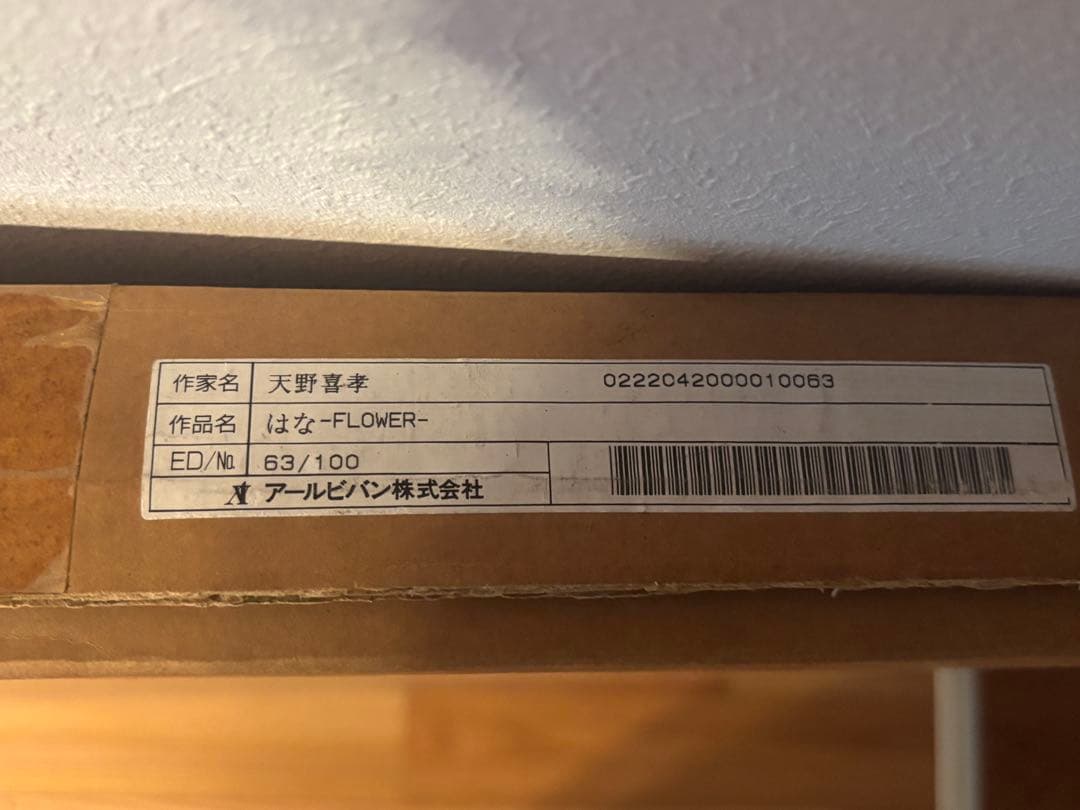 作家名 天野喜孝 0222042000010063
作品名 はな-FLOWER-
ED/№ 63/100
アールビバン株式会社